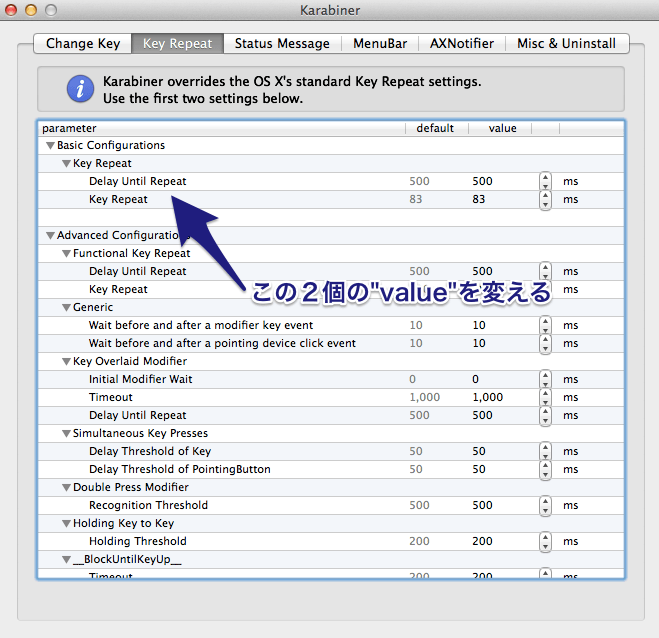 Karabiner
Change Key Key Repeat Status Message MenuBar AXNotifier Misc & Uninstall
i Karabiner overrides the OS X's standard Key Repeat settings.
Use the first two settings below.
parameter default value
Basic Configurations
Key Repeat
Delay Until Repeat 500 500 ms
Key Repeat 83 83 ms
Advanced Configurations
Functional Key Repeat
Delay Until Repeat 500 500 ms
この２個の"value"を変える
Key Repeat ms
Generic
Wait before and after a modifier key event 10 10 ms
Wait before and after a pointing device click event 10 10 ms
Key Overlaid Modifier
Initial Modifier Wait 0 0 ms
Timeout 1,000 1,000 ms
Delay Until Repeat 500 500 ms
Simultaneous Key Presses
Delay Threshold of Key 50 50 ms
Delay Threshold of PointingButton 50 50 ms
Double Press Modifier
Recognition Threshold 500 500 ms
Holding Key to Key
Holding Threshold 200 200 ms
__BlockUntilKeyUp__
Timeout 200 200 ms